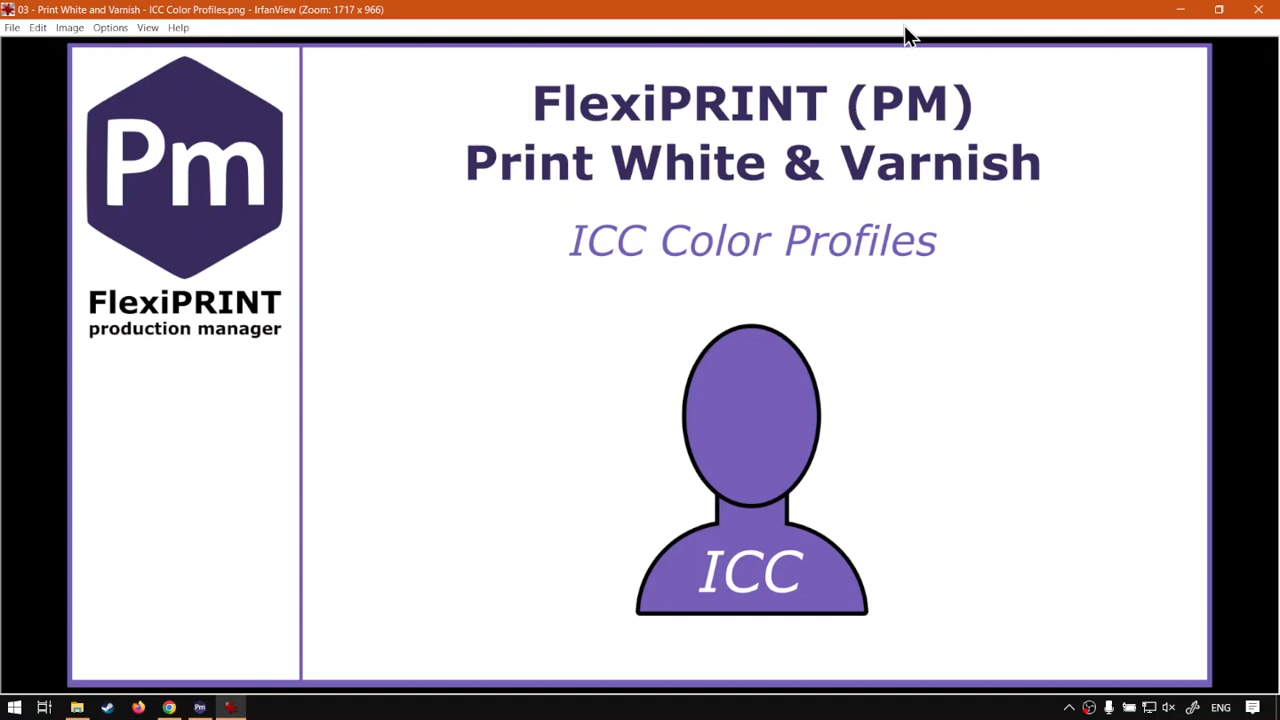 03 - Print White and Varnish - ICC Color Profiles.png - IrfanView (Zoom: 1717 x 966)
File Edit Image Options View Help
Pm
FlexiPRINT
production manager
FlexiPRINT (PM)
Print White & Varnish
ICC Color Profiles
ICC
Pm
ENG